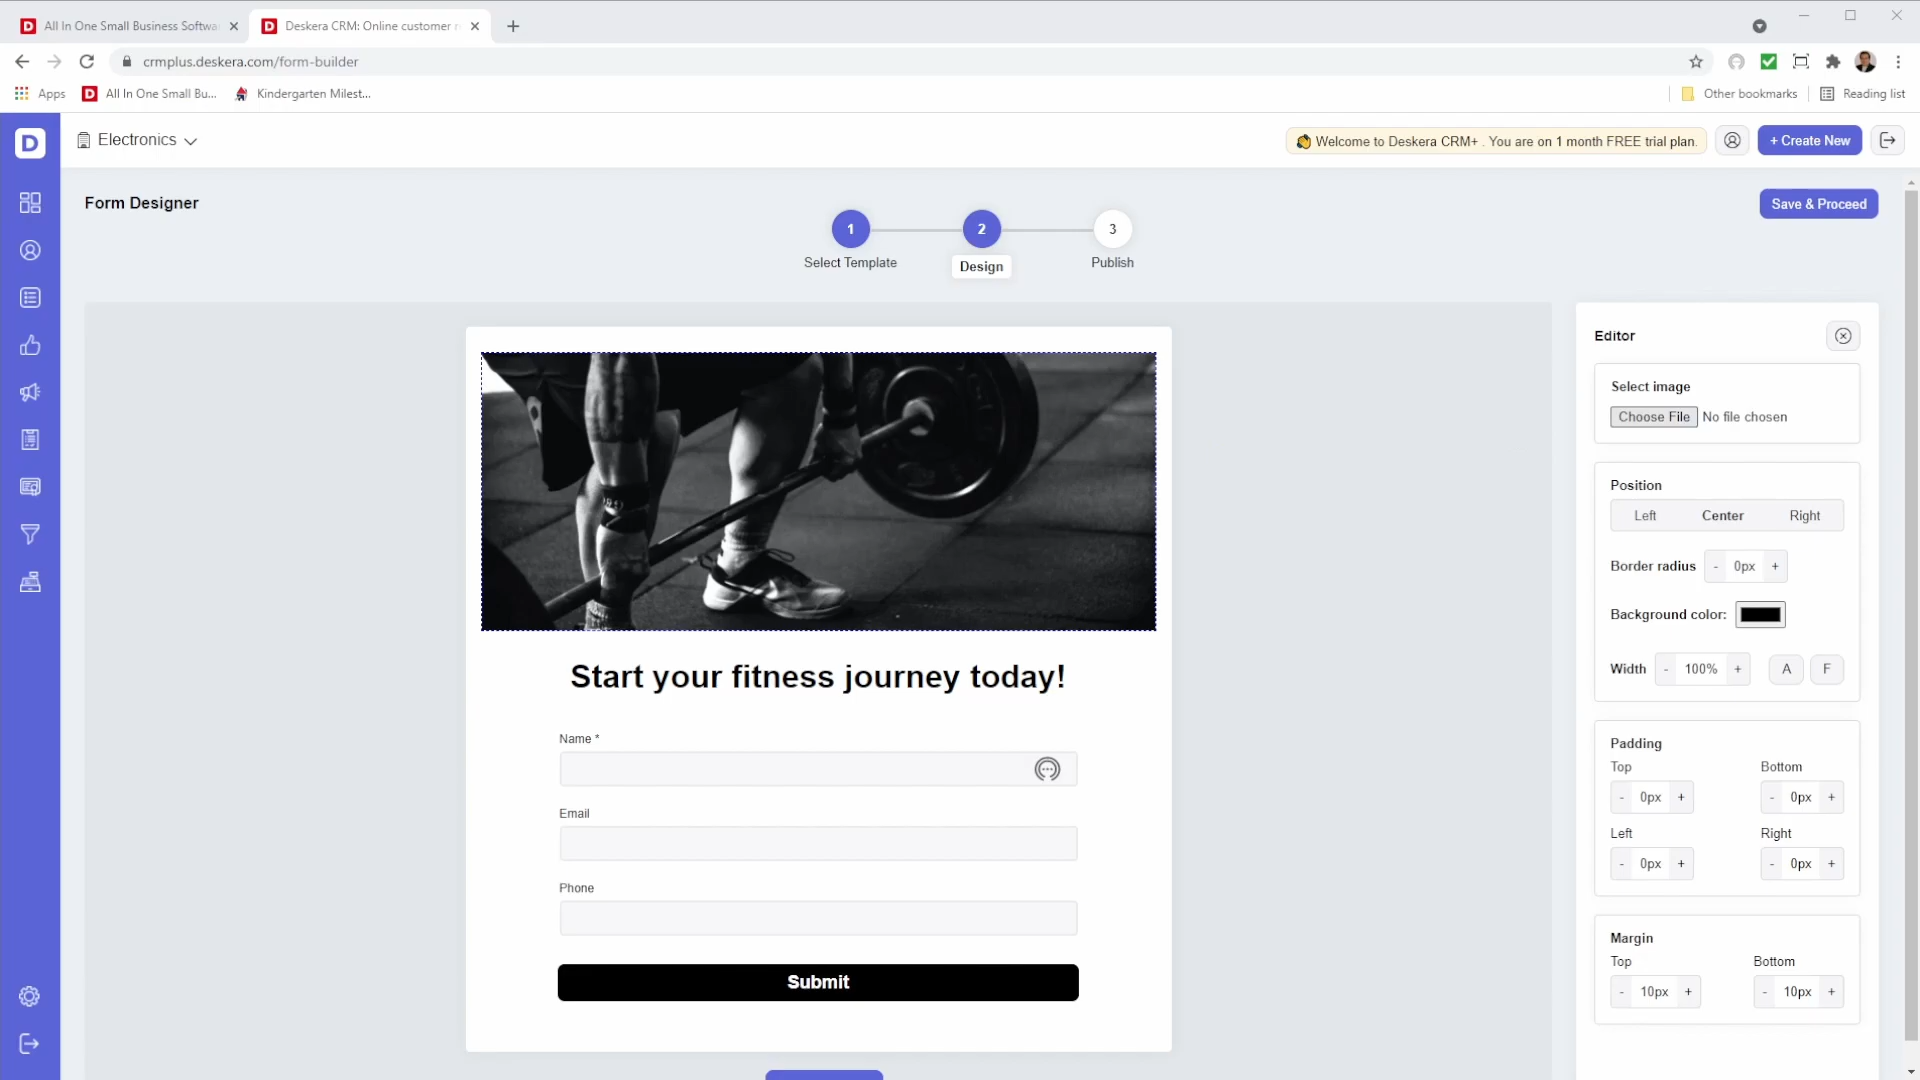 All In One Small Business Softwa
Deskera CRM: Online customer r
crmplus.deskera.com/form-builder
Apps
All In One Small Bu...
Kindergarten Milest...
Other bookmarks
Reading list
D
Electronics
Welcome to Deskera CRM+ . You are on 1 month FREE trial plan.
+ Create New
Form Designer
Save & Proceed
1
2
3
Select Template
Design
Publish
Editor
Select image
Choose File No file chosen
Position
Left Center Right
Border radius - 0px +
Background color:
Width - 100% + A F
Padding
Top Bottom
- 0px + - 0px +
Left Right
- 0px + - 0px +
Margin
Top Bottom
- 10px + - 10px +
Start your fitness journey today!
Name *
Email
Phone
Submit